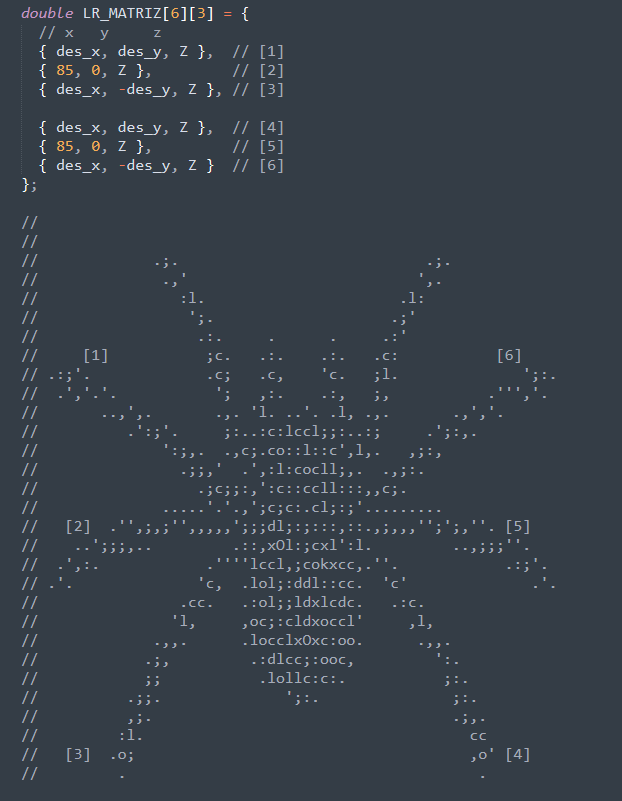 double LR_MATRIZ[6][3] = {
  // x   y     z
  { des_x, des_y, Z },  // [1]
  { 85, 0, Z },         // [2]
  { des_x, -des_y, Z }, // [3]

  { des_x, des_y, Z },  // [4]
  { 85, 0, Z },         // [5]
  { des_x, -des_y, Z }  // [6]
};

//
//
//             .;.                            .;.
//              .,'                          ',.
//                :l.                      .l:
//                 ';.                    .;'
//                  .:.     .      .     .:'
//     [1]           ;c.   .:.    .:.   .c:           [6]
// .:;'.             .c;   .c,    'c.   ;l.              ';:.
//  .','.'.           ';   ,:.    .:,   ;,        .''','.
//       ..,',.       .,. 'l. ..'. .l, .,.       .,','.
//          .':;'.     ;:..:c:lccl;;:..:;     .';:,.
//              ':;,.  .,c;.co::l::c',l,.   ,;:,
//                .;;,'  .',:l:cocll;,.  .,;:.
//                  .;c;;:,':c::ccll:::,,c;.
//              .....'.'.,';c;c:.cl;:;'.........
//   [2]  .'',;,;'',,,,,';;;dl;:;:::,::.,;,,,'';';,''. [5]
//    ..';;;,..         .::,xOl:;cxl':l.         ..,;;;''.
//  .',:.            .''''lccl,;cokxcc,.''.            .:;'.
// .'.              'c,  .lol;:ddl::cc.  'c'              .'.
//                .cc.   .:ol;;ldxlcdc.   .:c.
//               'l,     ,oc;:cldxoccl'     ,l,
//             .,,.      .locclxOxc:oo.      .,,.
//            .;,         .:dlcc;:ooc,         ':.
//            ;;           .lollc:c:.           ;:.
//          .;;.              ';:.               ;:.
//          ,;.                                  .;,.
//         :l.                                     cc
//   [3]  .o;                                      ,o' [4]
//         .                                        .